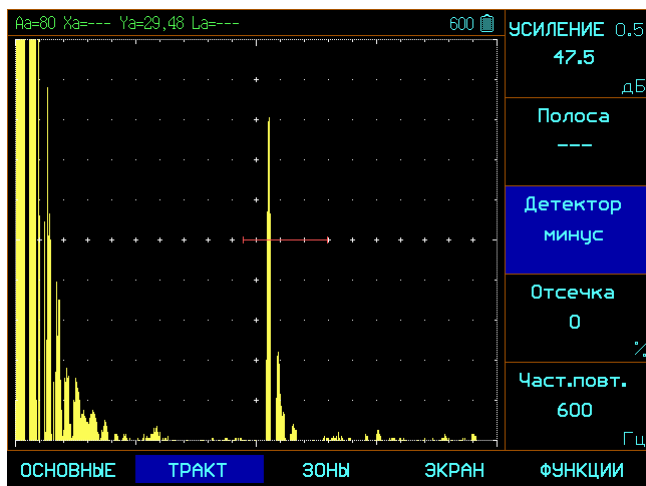 Aa=80 Xa=--- Ya=29,48 La=---
600
УСИЛЕНИЕ 0.5
47.5
дБ
Полоса
---
Детектор
минус
Отсечка
0
%
Част.повт.
600
Гц
ОСНОВНЫЕ ТРАКТ ЗОНЫ ЭКРАН ФУНКЦИИ